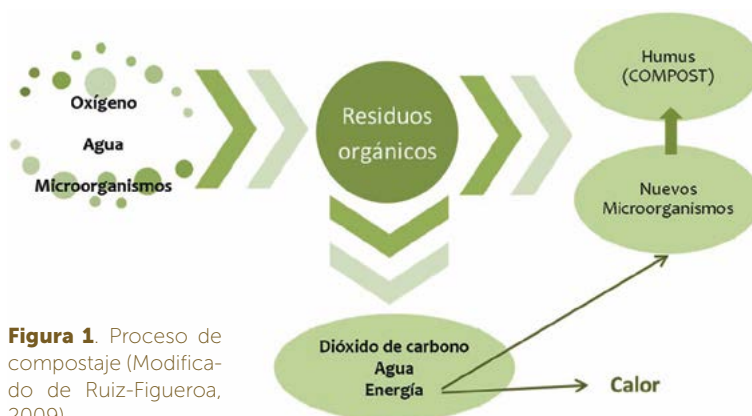 Oxígeno
Agua
Microorganismos
Residuos
orgánicos
Humus
(COMPOST)
Nuevos
Microorganismos
Dióxido de carbono
Agua
Energía
Calor
Figura 1. Proceso de
compostaje (Modifica-
do de Ruiz-Figueroa,
2009)